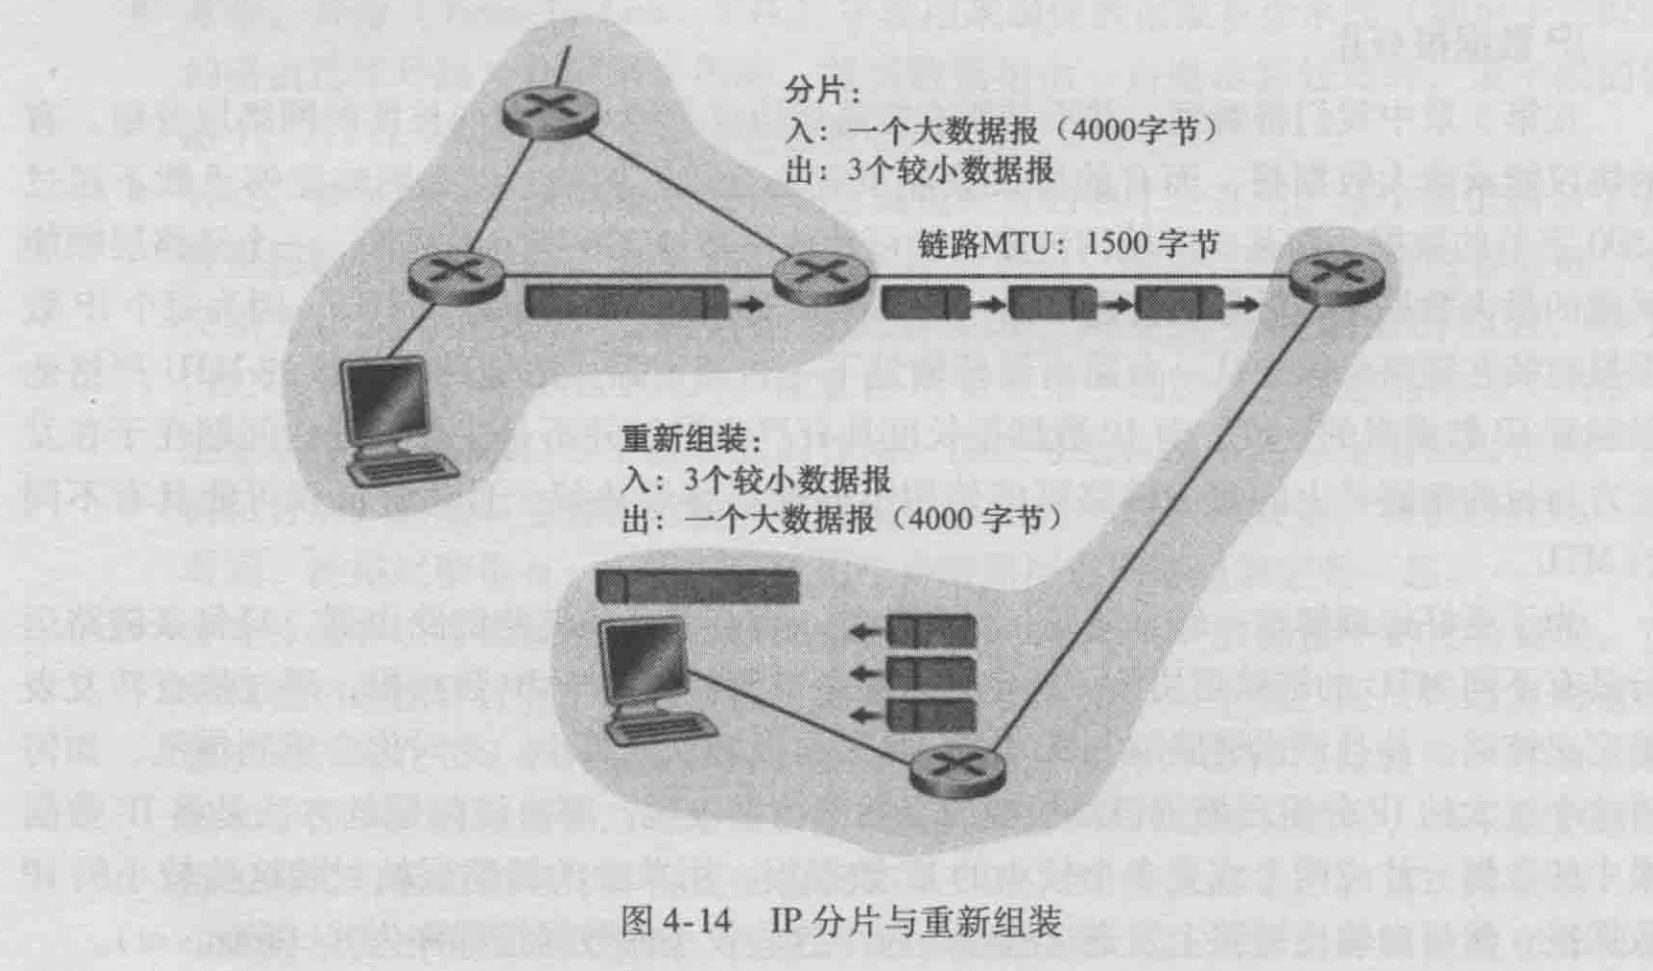 分片：
入：一个大数据报（4000字节）
出：3个较小数据报
链路MTU：1500 字节
重新组装：
入：3个较小数据报
出：一个大数据报（4000 字节）
图 4-14 IP 分片与重新组装